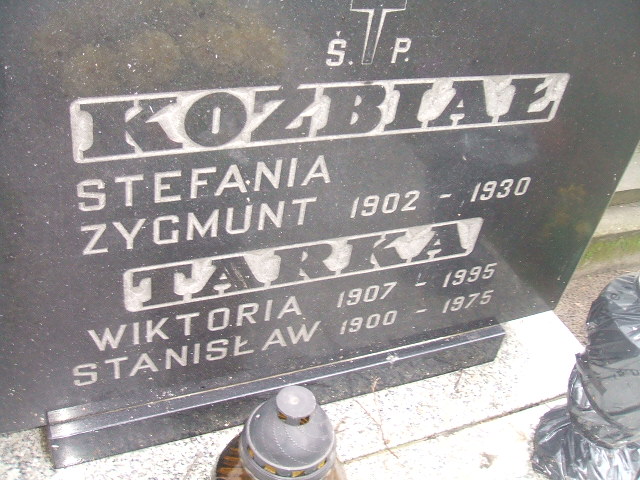 Ś. P.
KOZBIAŁ
STEFANIA
ZYGMUNT 1902 - 1930
TARKA
WIKTORIA 1907 - 1995
STANISŁAW 1900 - 1975